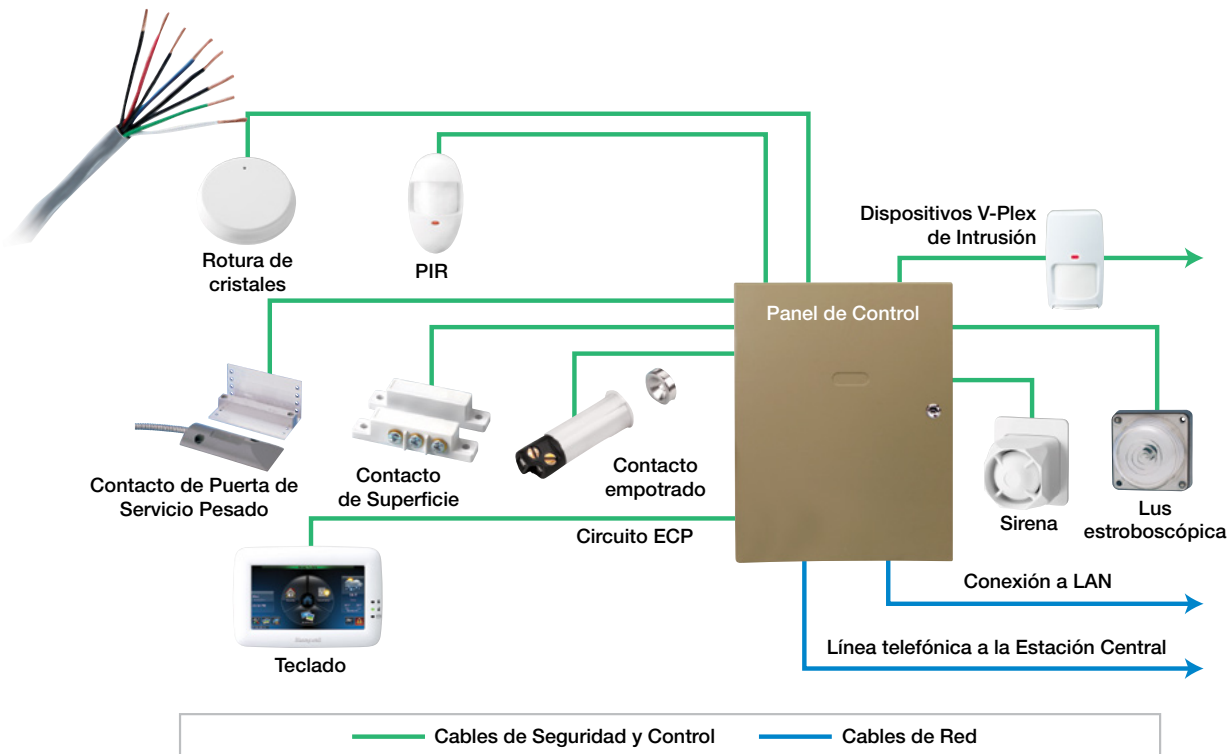 Rotura de
cristales
PIR
Dispositivos V-Plex
de Intrusión
Panel de Control
Contacto de Puerta de
Servicio Pesado
Contacto
de Superficie
Contacto
empotrado
Sirena
Lus
estroboscópica
Circuito ECP
Teclado
Honeywell
Conexión a LAN
Línea telefónica a la Estación Central
Cables de Seguridad y Control
Cables de Red